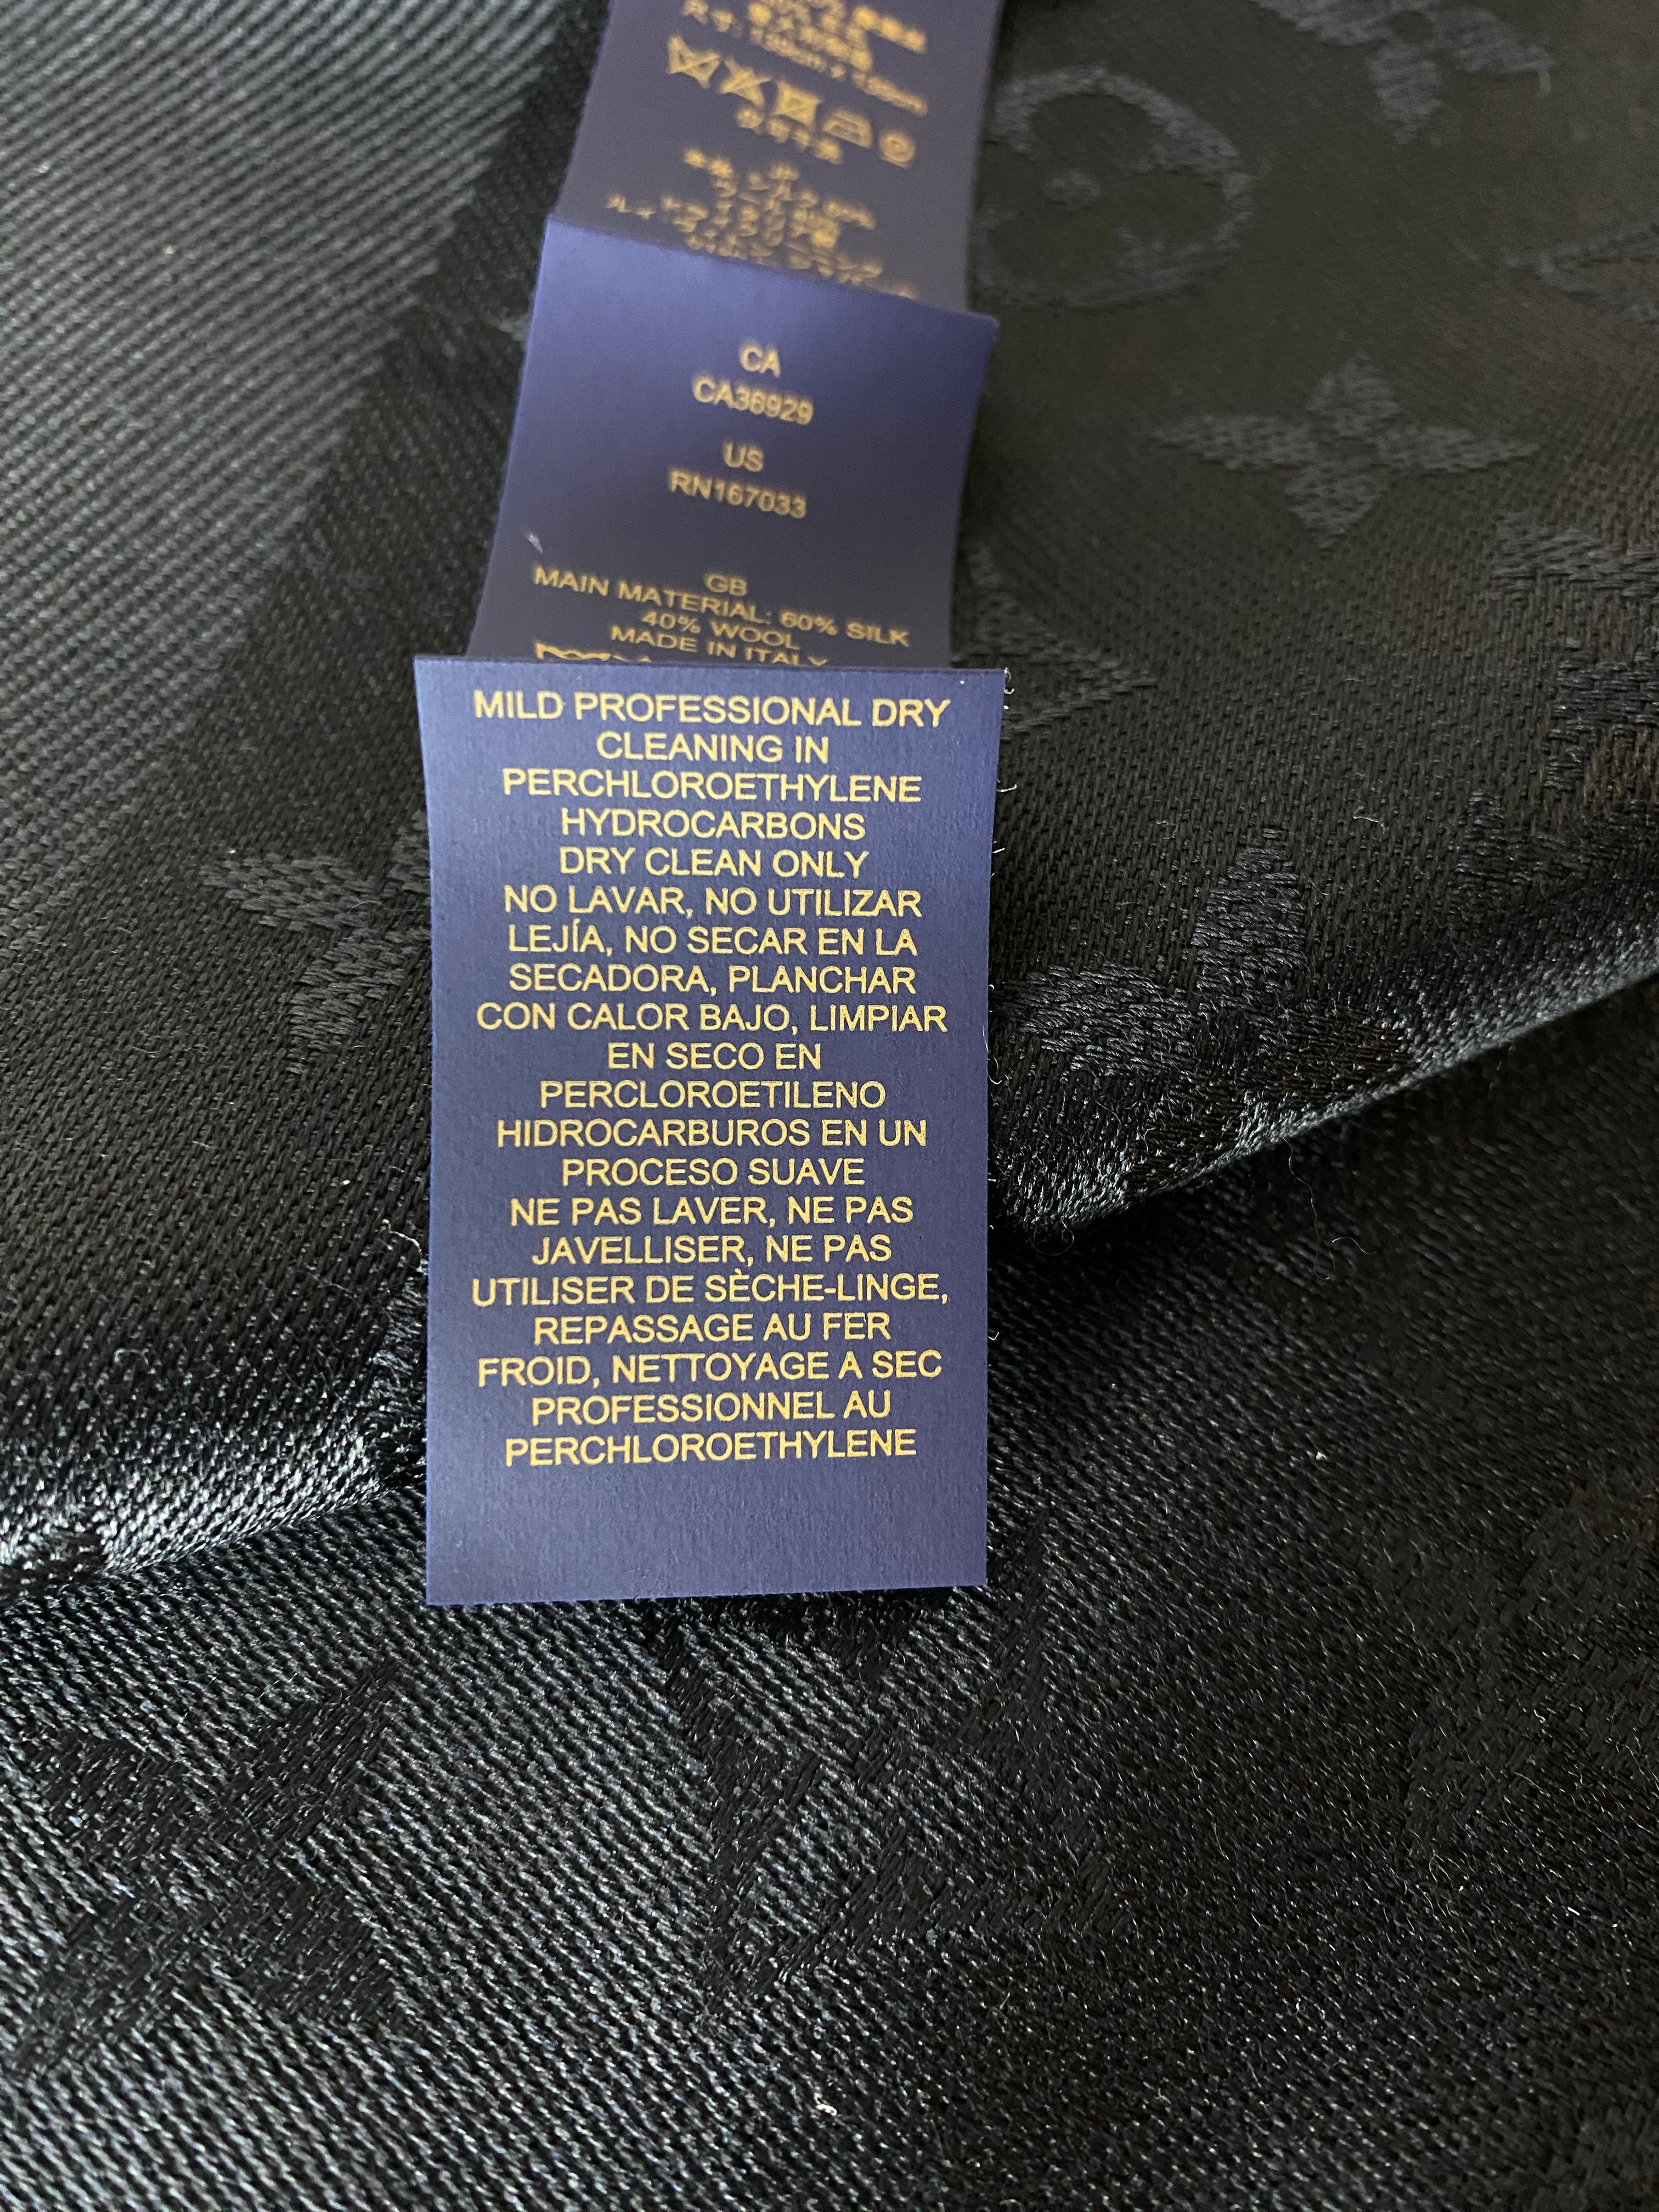 CA
CA36929
US
RN167033
GB
MAIN MATERIAL: 60% SILK
40% WOOL
MADE IN ITALY
MILD PROFESSIONAL DRY
CLEANING IN
PERCHLOROETHYLENE
HYDROCARBONS
DRY CLEAN ONLY
NO LAVAR, NO UTILIZAR
LEJÍA, NO SECAR EN LA
SECADORA, PLANCHAR
CON CALOR BAJO, LIMPIAR
EN SECO EN
PERCLOROETILENO
HIDROCARBUROS EN UN
PROCESO SUAVE
NE PAS LAVER, NE PAS
JAVELLISER, NE PAS
UTILISER DE SÈCHE-LINGE,
REPASSAGE AU FER
FROID, NETTOYAGE A SEC
PROFESSIONNEL AU
PERCHLOROETHYLENE